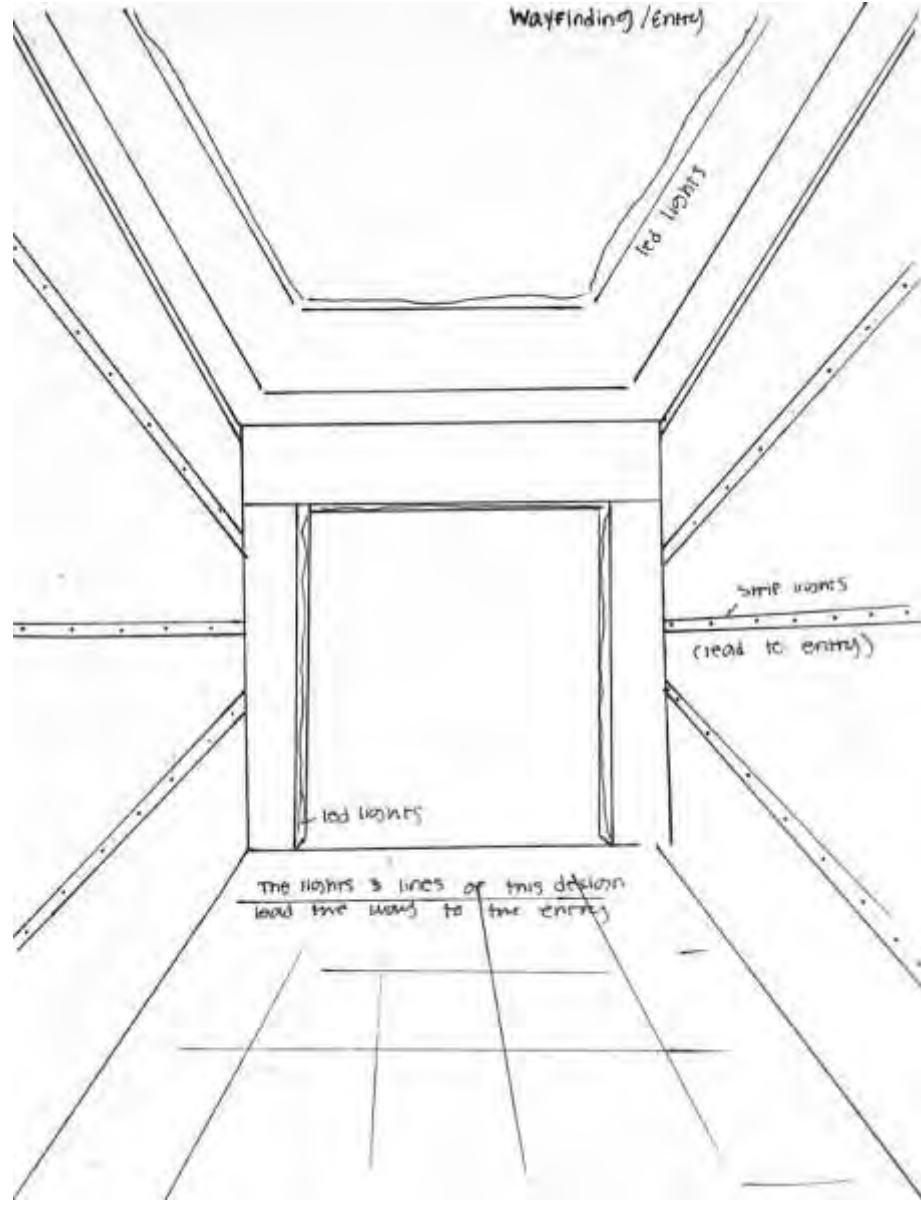 Wayfinding /Entry
led lights
strip lights
(lead to entry)
led lights
The lights & lines of this design
lead the way to the entry